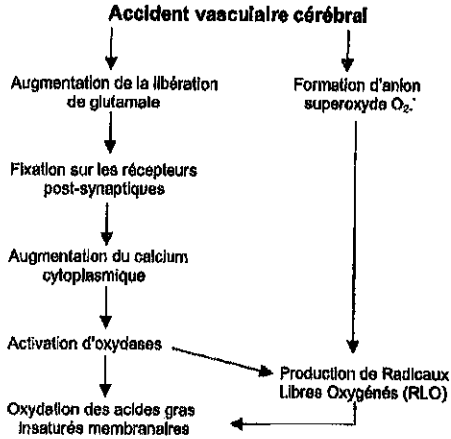 Accident vasculaire cérébral
Augmentation de la libération
de glutamate
Formation d'anion
superoxyde O₂.⁻
Fixation sur les récepteurs
post-synaptiques
Augmentation du calcium
cytoplasmique
Activation d'oxydases
Production de Radicaux
Libres Oxygénés (RLO)
Oxydation des acides gras
insaturés membranaires